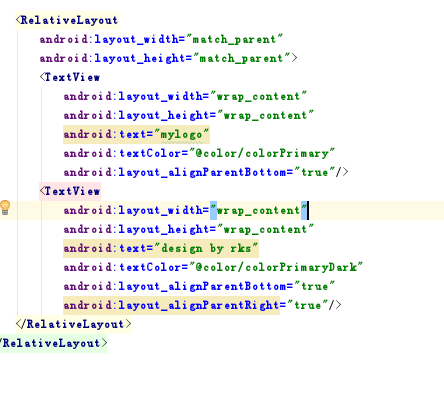 <RelativeLayout
android:layout_width="match_parent"
android:layout_height="match_parent">
<TextView
android:layout_width="wrap_content"
android:layout_height="wrap_content"
android:text="mylogo"
android:textColor="@color/colorPrimary"
android:layout_alignParentBottom="true"/>
<TextView
android:layout_width="wrap_content"
android:layout_height="wrap_content"
android:text="design by rks"
android:textColor="@color/colorPrimaryDark"
android:layout_alignParentBottom="true"
android:layout_alignParentRight="true"/>
</RelativeLayout>
/RelativeLayout>